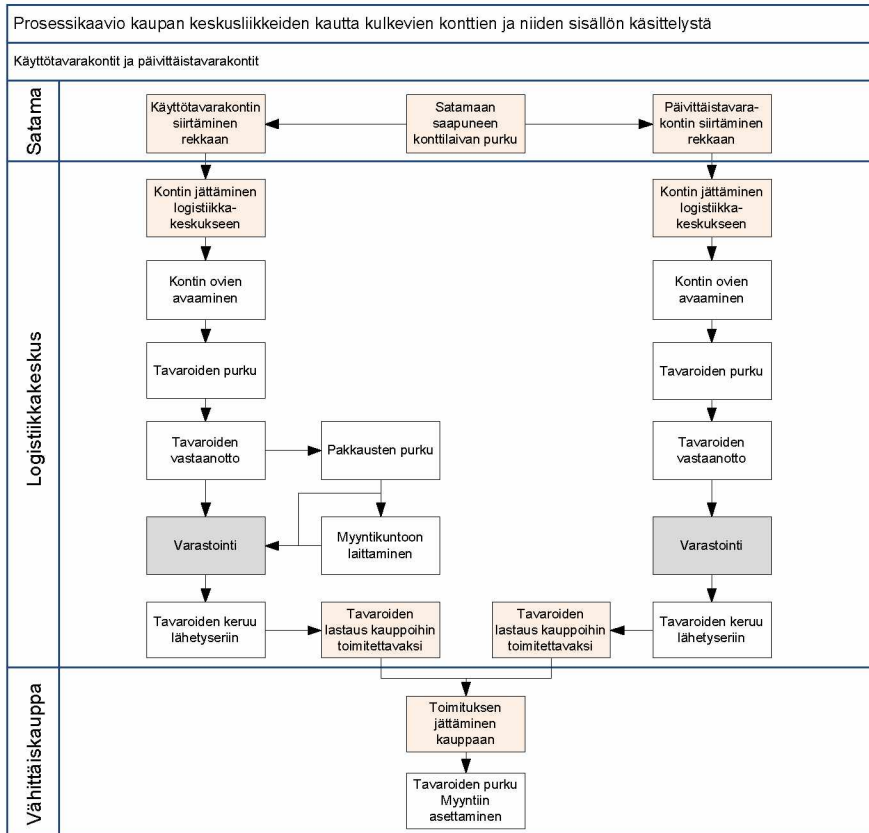 Prosessikaavio kaupan keskusliikkeiden kautta kulkevien konttien ja niiden sisällön käsittelystä
Käyttötavarakontit ja päivittäistavarakontit
Satama
Käyttötavarakontin
siirtäminen
rekkaan
Satamaan
saapuneen
konttilaivan purku
Päivittäistavara-
kontin siirtäminen
rekkaan
Logistiikkakeskus
Kontin jättäminen
logistiikka-
keskukseen
Kontin jättäminen
logistiikka-
keskukseen
Kontin ovien
avaaminen
Kontin ovien
avaaminen
Tavaroiden purku
Tavaroiden purku
Tavaroiden
vastaanotto
Pakkausten purku
Tavaroiden
vastaanotto
Varastointi
Myyntikuntoon
laittaminen
Varastointi
Tavaroiden keruu
lähetyseriin
Tavaroiden
lastaus kauppoihin
toimitettavaksi
Tavaroiden
lastaus kauppoihin
toimitettavaksi
Tavaroiden keruu
lähetyseriin
Vähittäiskauppa
Toimituksen
jättäminen
kauppaan
Tavaroiden purku
Myyntiin
asettaminen